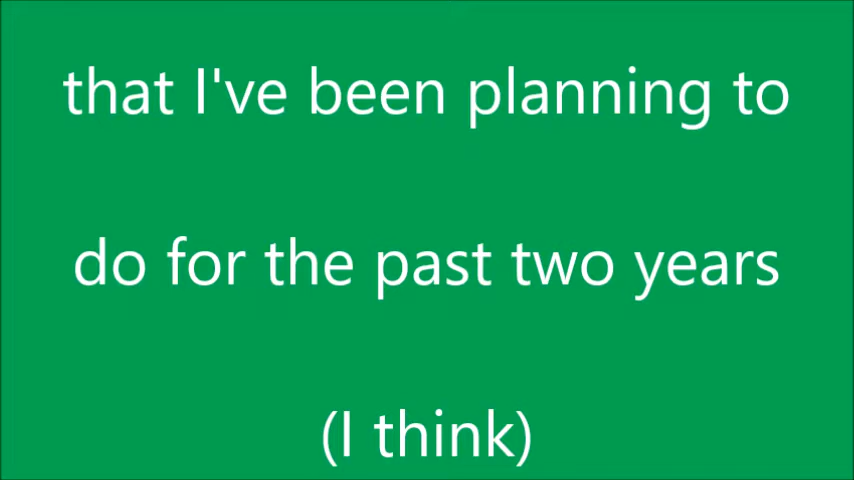 that I've been planning to
do for the past two years
(I think)